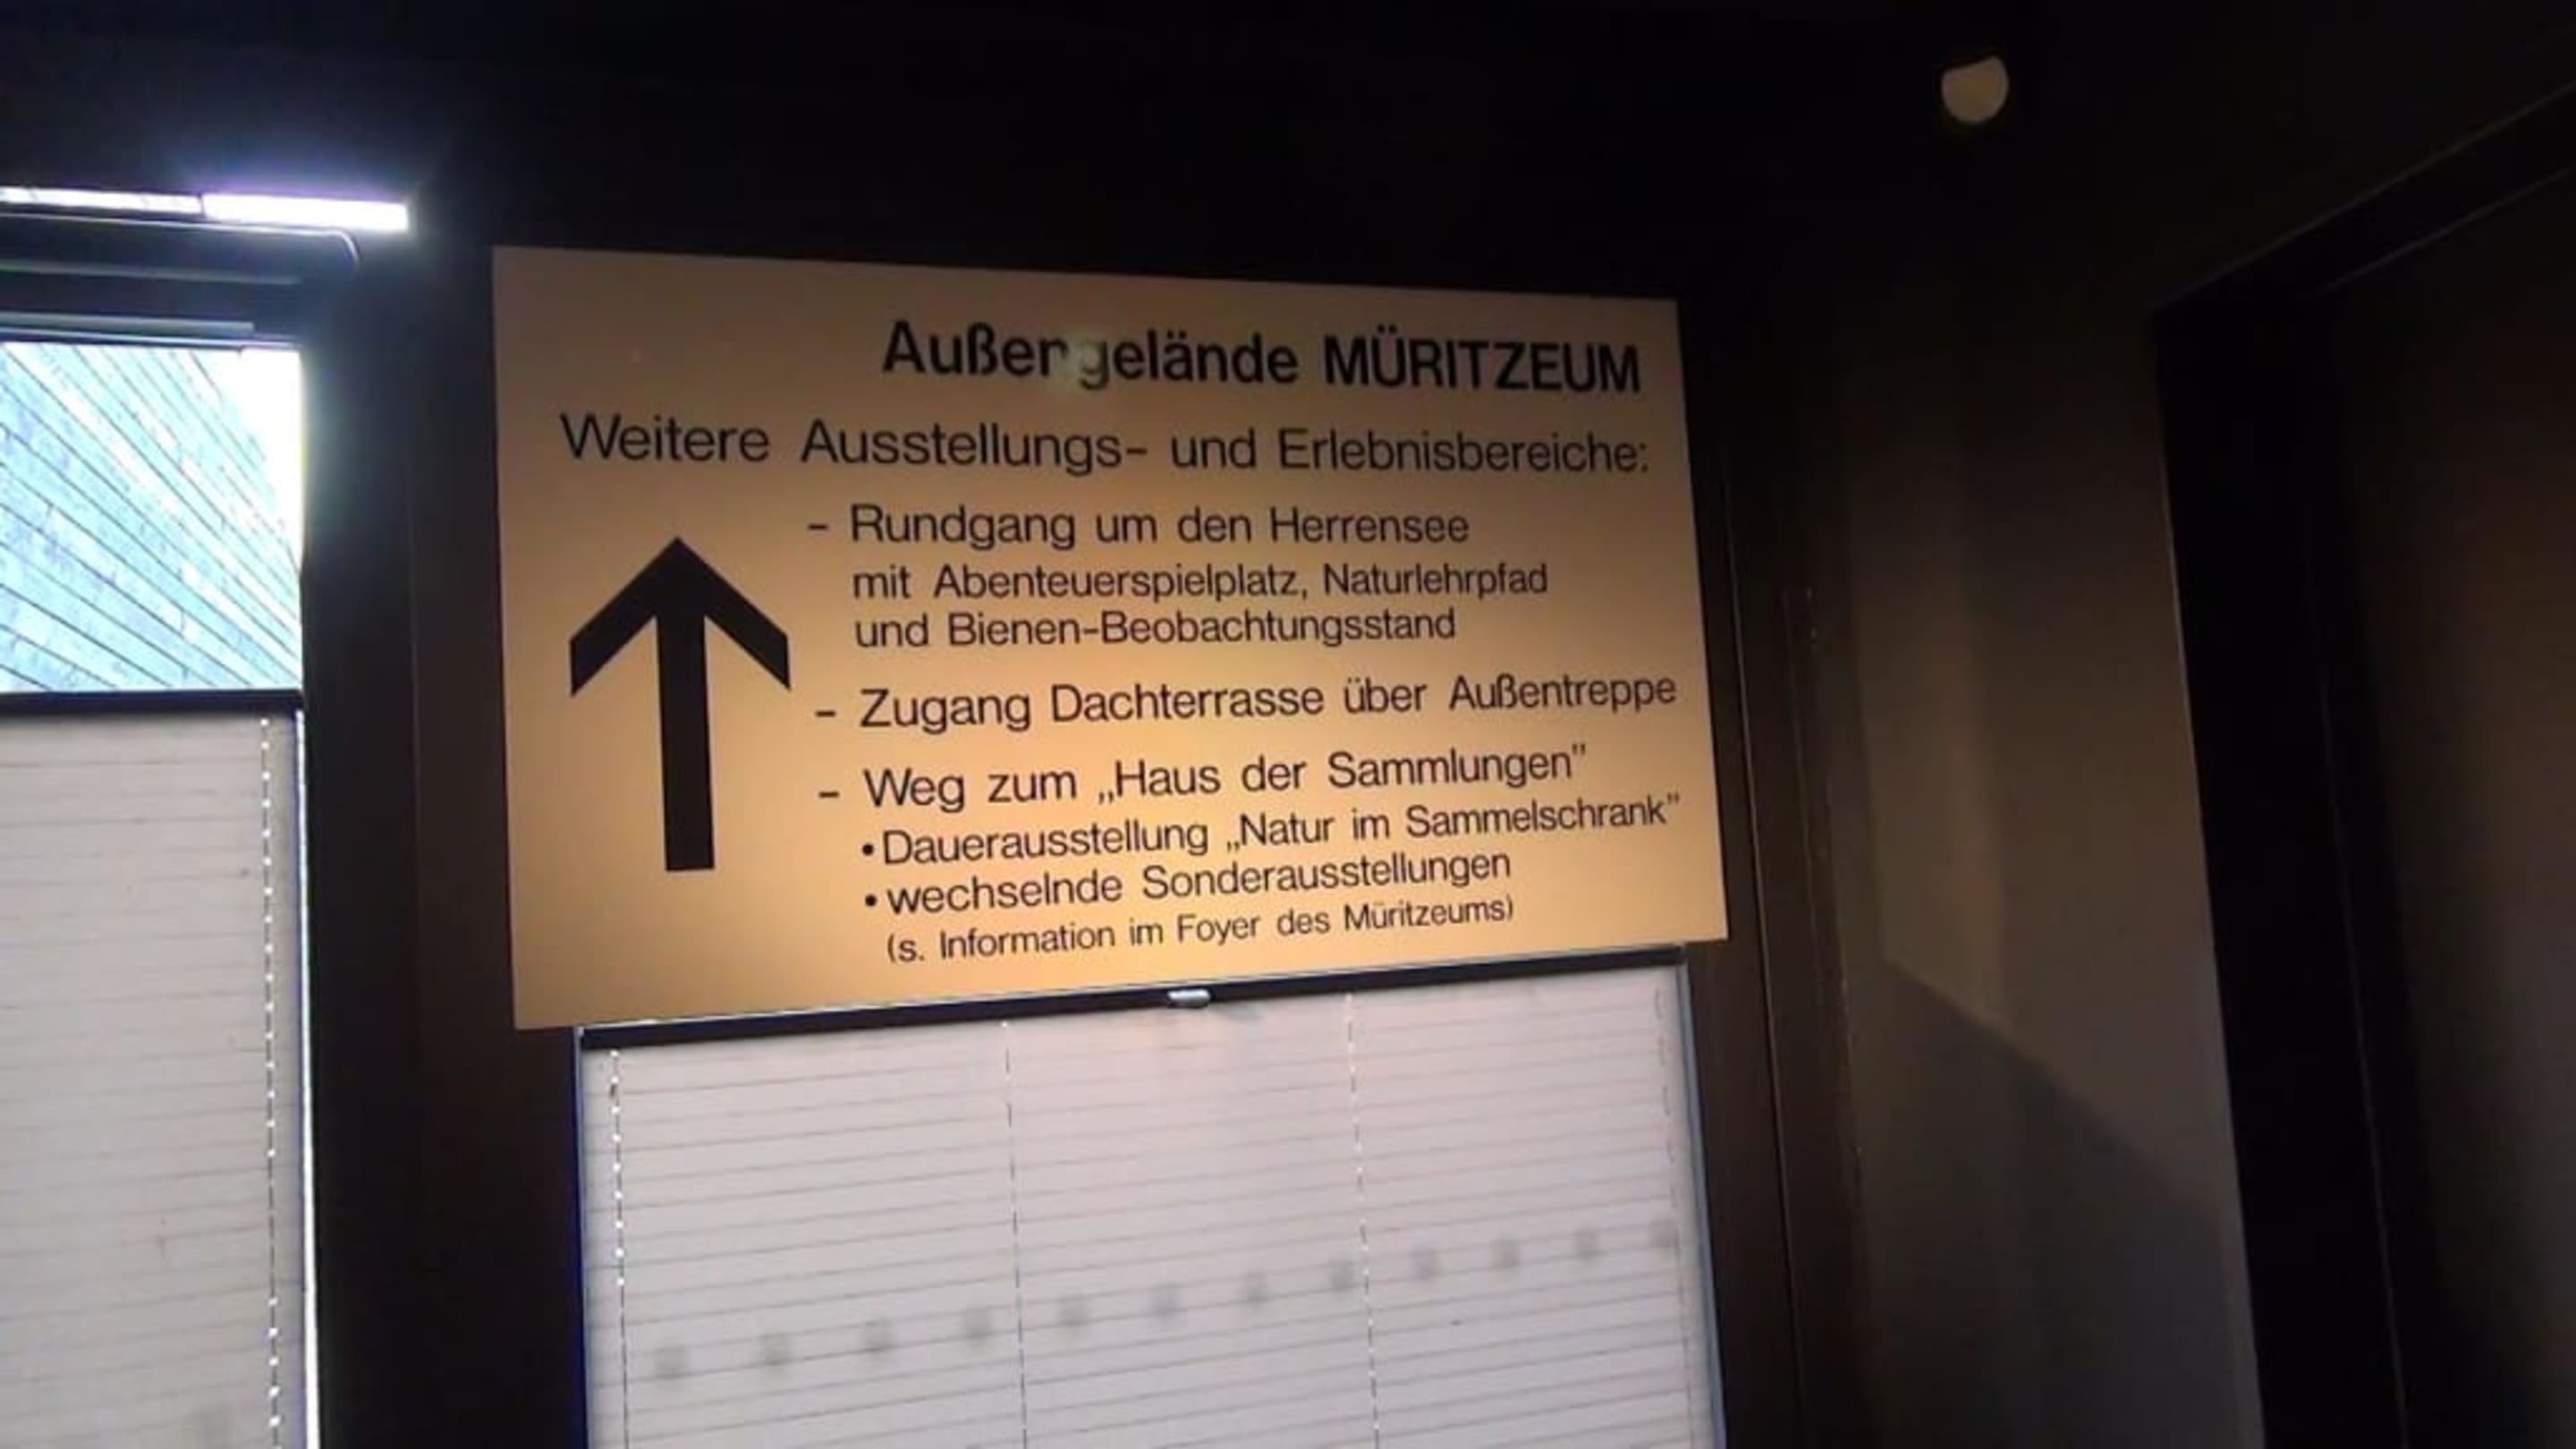 Außengelände MÜRITZEUM
Weitere Ausstellungs- und Erlebnisbereiche:
- Rundgang um den Herrensee
mit Abenteuerspielplatz, Naturlehrpfad
und Bienen-Beobachtungsstand
- Zugang Dachterrasse über Außentreppe
- Weg zum „Haus der Sammlungen"
• Dauerausstellung „Natur im Sammelschrank"
• wechselnde Sonderausstellungen
(s. Information im Foyer des Müritzeums)